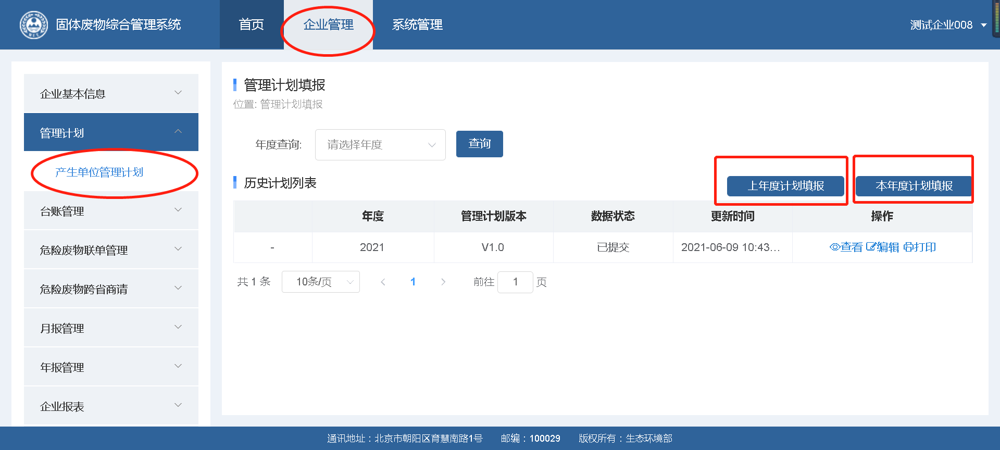 固体废物综合管理系统
首页
企业管理
系统管理
测试企业008
企业基本信息
管理计划
产生单位管理计划
台账管理
危险废物联单管理
危险废物跨省商请
月报管理
年报管理
企业报表
管理计划填报
位置: 管理计划填报
年度查询: 请选择年度 查询
历史计划列表 上年度计划填报 本年度计划填报
年度 管理计划版本 数据状态 更新时间 操作
- 2021 V1.0 已提交 2021-06-09 10:43... 查看 编辑 打印
共 1 条 10条/页 1 前往 1 页
通讯地址：北京市朝阳区育慧南路1号 邮编：100029 版权所有：生态环境部